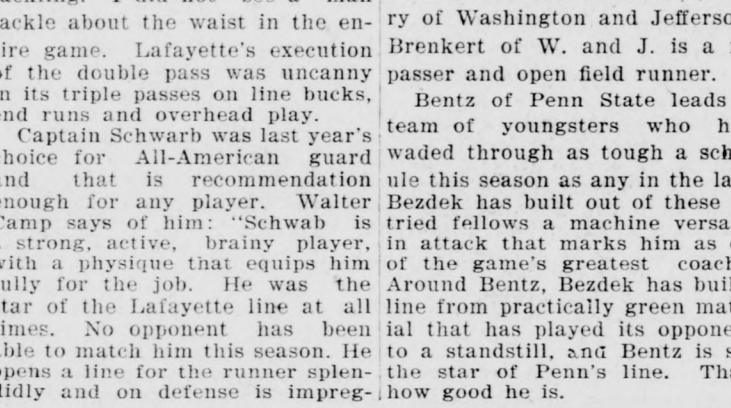 tackle about the waist in the en-
tire game. Lafayette's execution
of the double pass was uncanny
in its triple passes on line bucks,
end runs and overhead play.
Captain Schwarb was last year's
choice for All-American guard
and that is recommendation
enough for any player. Walter
Camp says of him: "Schwab is
a strong, active, brainy player,
with a physique that equips him
fully for the job. He was the
star of the Lafayette line at all
times. No opponent has been
able to match him this season. He
opens a line for the runner splen-
didly and on defense is impreg-
ry of Washington and Jefferso
Brenkert of W. and J. is a
passer and open field runner.
Bentz of Penn State leads
team of youngsters who h
waded through as tough a sch
ule this season as any in the la
Bezdek has built out of these
tried fellows a machine versa
in attack that marks him as
of the game's greatest coach
Around Bentz, Bezdek has buil
line from practically green mat
ial that has played its oppone
to a standstill, and Bentz is s
the star of Penn's line. Tha
how good he is.